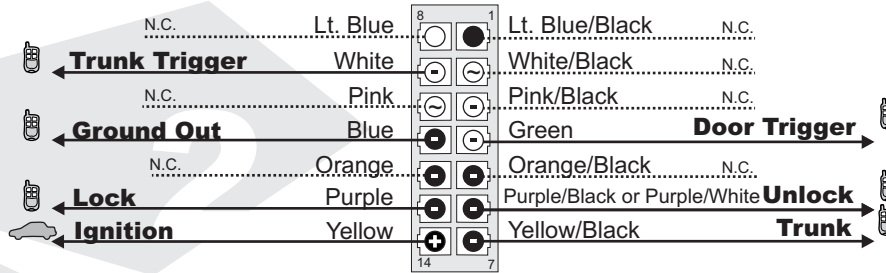 N.C. Lt. Blue 8 1 Lt. Blue/Black N.C.
Trunk Trigger White White/Black N.C.
N.C. Pink Pink/Black N.C.
Ground Out Blue Green Door Trigger
N.C. Orange Orange/Black N.C.
Lock Purple Purple/Black or Purple/White Unlock
Ignition Yellow Yellow/Black Trunk
14 7